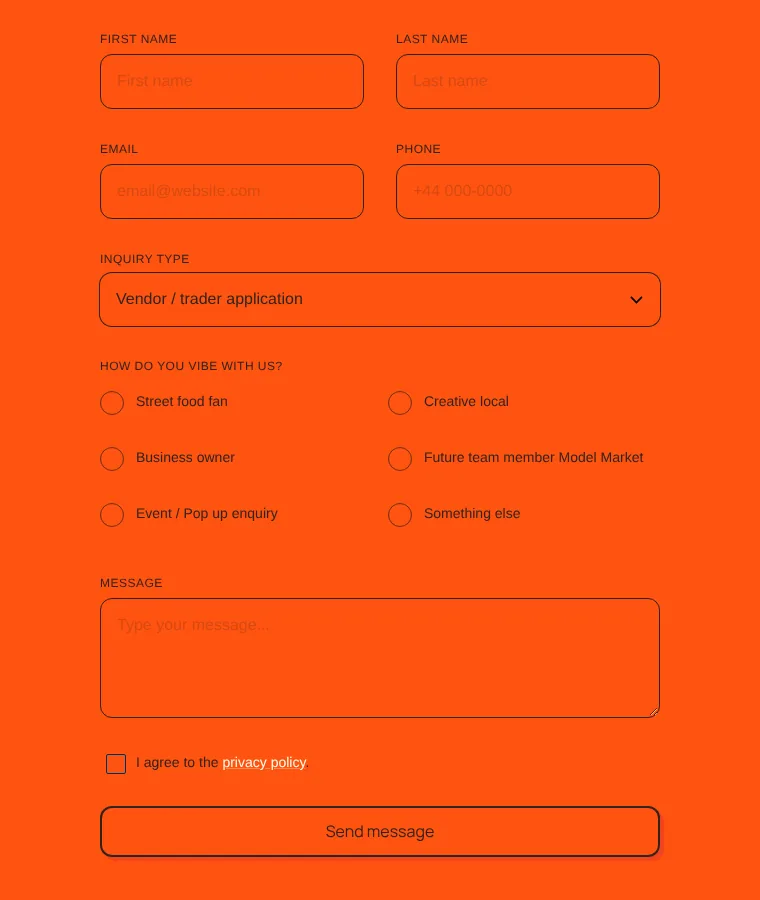 FIRST NAME LAST NAME
First name Last name
EMAIL PHONE
email@website.com +44 000-0000
INQUIRY TYPE
Vendor / trader application
HOW DO YOU VIBE WITH US?
Street food fan Creative local
Business owner Future team member Model Market
Event / Pop up enquiry Something else
MESSAGE
Type your message...
I agree to the privacy policy.
Send message